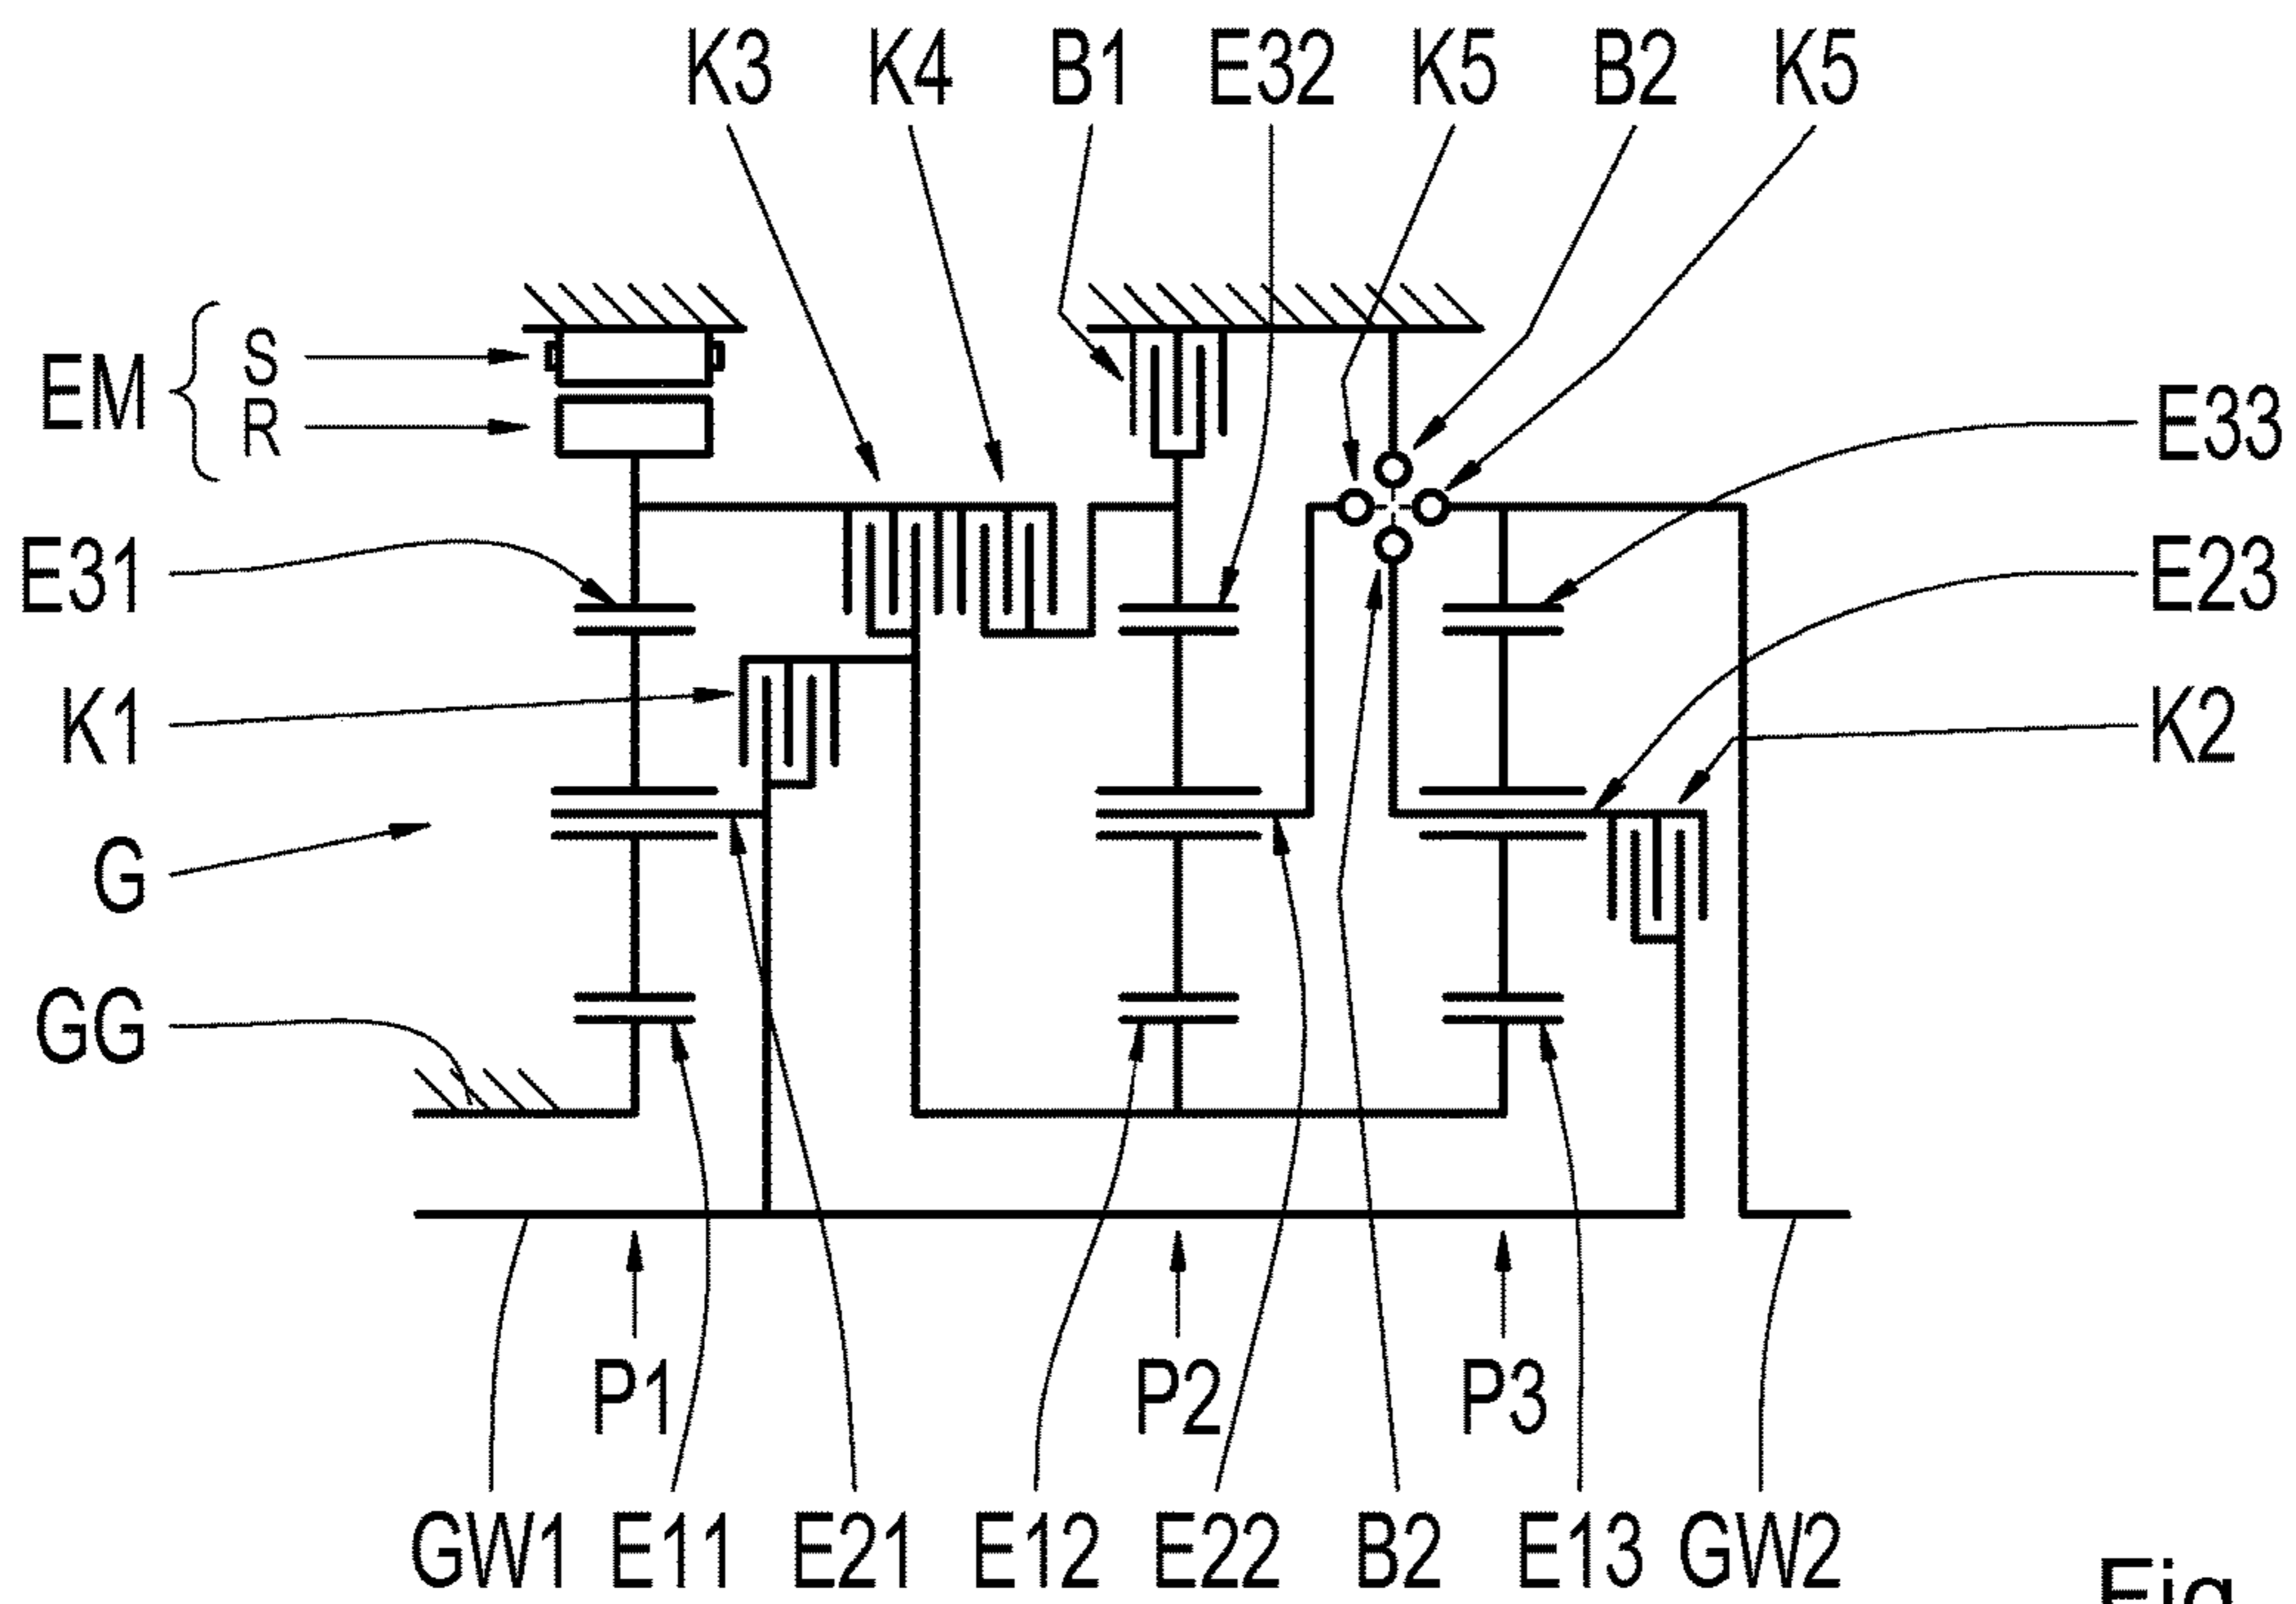 K3 K4 B1 E32 K5 B2 K5
EM
S
R
E33
E31
E23
K1
K2
G
GG
P1 P2 P3
GW1 E11 E21 E12 E22 B2 E13 GW2
Fig